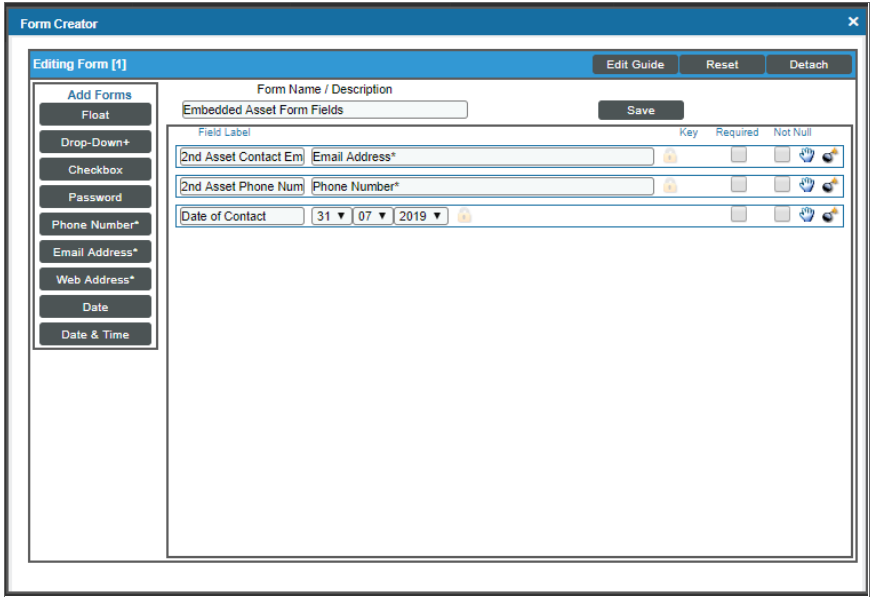 Form Creator
Editing Form [1]
Edit Guide
Reset
Detach
Add Forms
Float
Drop-Down+
Checkbox
Password
Phone Number*
Email Address*
Web Address*
Date
Date & Time
Form Name / Description
Embedded Asset Form Fields
Save
Field Label Key Required Not Null
2nd Asset Contact Em Email Address*
2nd Asset Phone Num Phone Number*
Date of Contact 31 07 2019